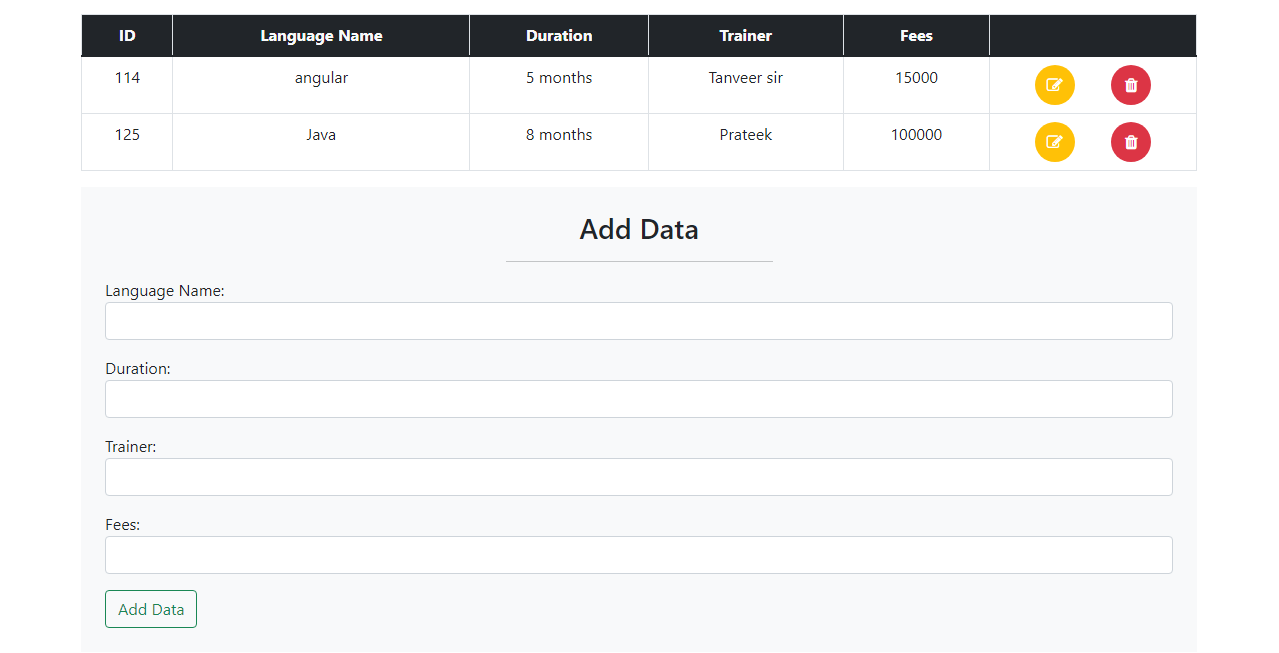 ID Language Name Duration Trainer Fees
114 angular 5 months Tanveer sir 15000
125 Java 8 months Prateek 100000
Add Data
Language Name:
Duration:
Trainer:
Fees:
Add Data